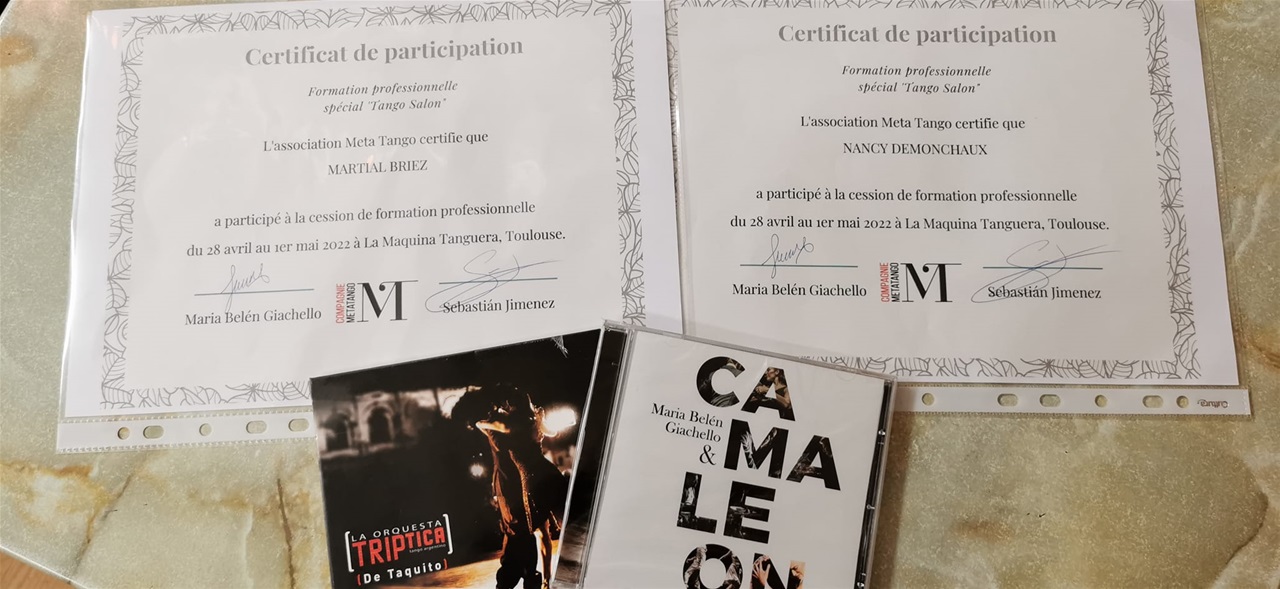 Certificat de participation
Formation professionnelle
spécial "Tango Salon"
L'association Meta Tango certifie que
MARTIAL BRIEZ
a participé à la cession de formation professionnelle
du 28 avril au 1er mai 2022 à La Maquina Tanguera, Toulouse.
Maria Belén Giachello
COMPAGNIE
METATANGO
MT
Sebastián Jimenez
Certificat de participation
Formation professionnelle
spécial "Tango Salon"
L'association Meta Tango certifie que
NANCY DEMONCHAUX
a participé à la cession de formation professionnelle
du 28 avril au 1er mai 2022 à La Maquina Tanguera, Toulouse.
Maria Belén Giachello
COMPAGNIE
METATANGO
MT
Sebastián Jimenez
[LA ORQUESTA
TRIPTICA]
tango argentino
(De Taquito)
Maria Belén
Giachello
&
CA
MA
LE
ON